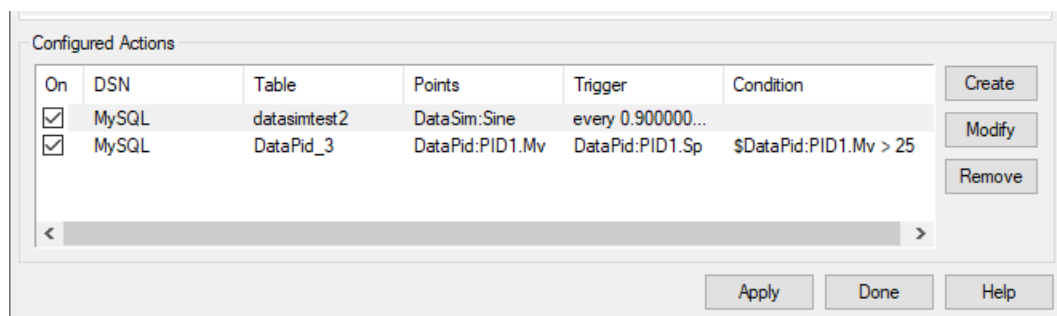 Configured Actions
On DSN Table Points Trigger Condition
MySQL datasimtest2 DataSim:Sine every 0.900000...
MySQL DataPid_3 DataPid:PID1.Mv DataPid:PID1.Sp $DataPid:PID1.Mv > 25
Create
Modify
Remove
Apply Done Help